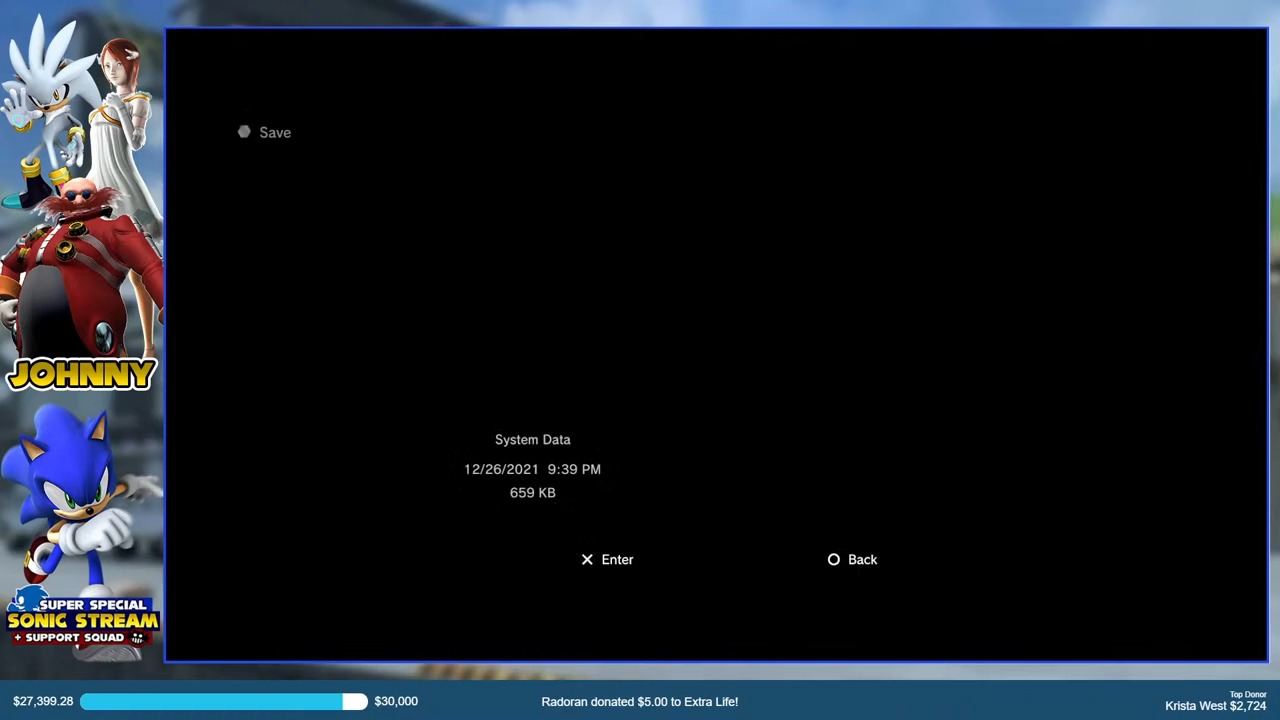 Save
System Data
12/26/2021 9:39 PM
659 KB
Enter
Back
JOHNNY
SUPER SPECIAL
SONIC STREAM
+ SUPPORT SQUAD
$27,399.28
$30,000
Radoran donated $5.00 to Extra Life!
Top Donor
Krista West $2,724